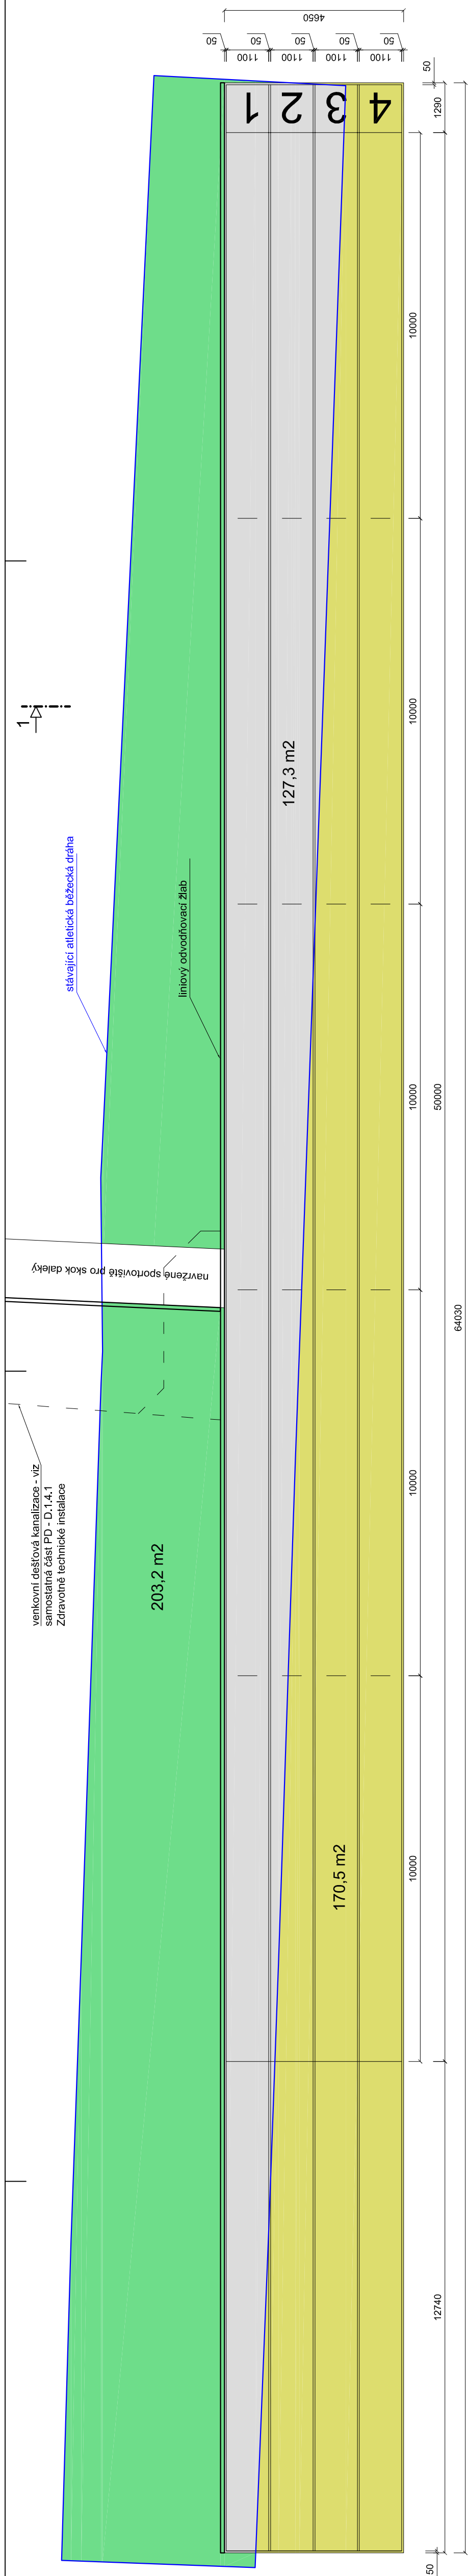 4650
50
50
50
50
50
1100
1100
1100
1100
50
1290
1
2
3
4
10000
1
10000
127,3 m2
stávající atletická běžecká dráha
liniový odvodňovací žlab
10000
50000
navržené sportoviště pro skok daleký
10000
64030
venkovní dešťová kanalizace - viz
samostatná část PD - D.1.4.1
Zdravotně technické instalace
203,2 m2
170,5 m2
10000
12740
50